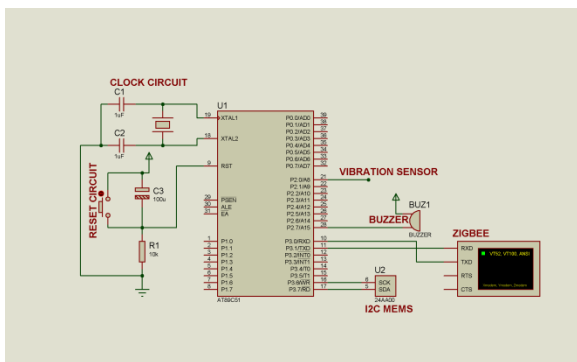 CLOCK CIRCUIT
C1
1uF
C2
1uF
RESET CIRCUIT
C3
100u
R1
10k
U1
19
XTAL1
18
XTAL2
9
RST
29
PSEN
30
ALE
31
EA
1
P1.0
2
P1.1
3
P1.2
4
P1.3
5
P1.4
6
P1.5
7
P1.6
8
P1.7
AT89C51
P0.0/AD0
39
P0.1/AD1
38
P0.2/AD2
37
P0.3/AD3
36
P0.4/AD4
35
P0.5/AD5
34
P0.6/AD6
33
P0.7/AD7
32
P2.0/A8
21
P2.1/A9
22
P2.2/A10
23
P2.3/A11
24
P2.4/A12
25
P2.5/A13
26
P2.6/A14
27
P2.7/A15
28
P3.0/RXD
10
P3.1/TXD
11
P3.2/INT0
12
P3.3/INT1
13
P3.4/T0
14
P3.5/T1
15
P3.6/WR
16
P3.7/RD
17
VIBRATION SENSOR
BUZ1
BUZZER
BUZZER
ZIGBEE
RXD
TXD
RTS
CTS
VT52, VT100, ANSI
U2
6
SCK
5
SDA
24AA00
I2C MEMS